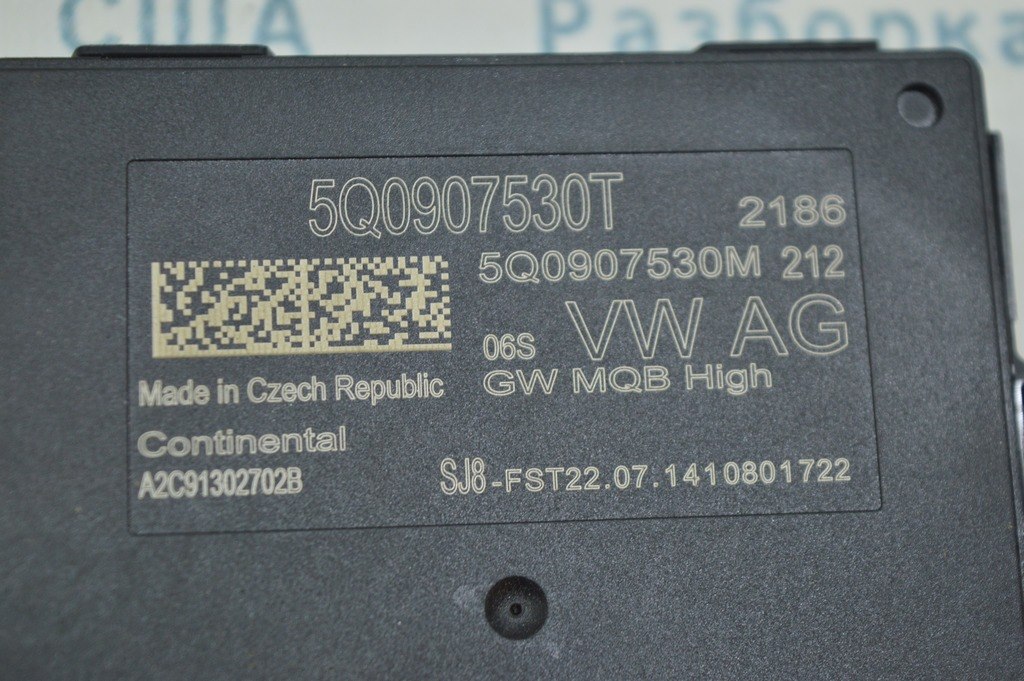 США Разборка
5Q0907530T
2186
5Q0907530M 212
06S VW AG
GW MQB High
Made in Czech Republic
Continental
A2C91302702B
SJ8-FST22.07.1410801722